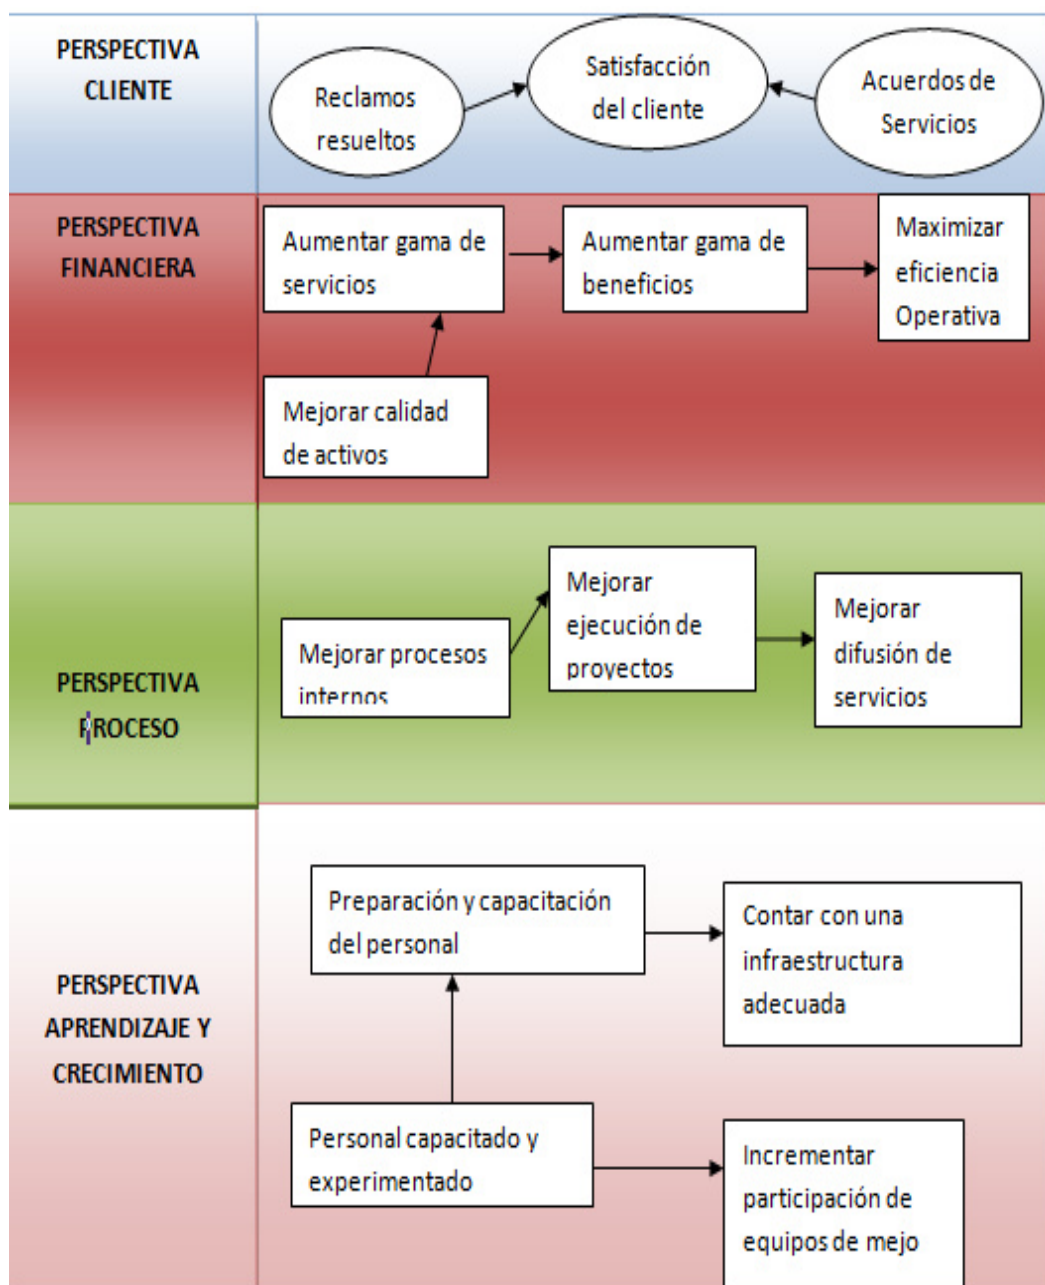 PERSPECTIVA
CLIENTE
Reclamos
resueltos
Satisfacción
del cliente
Acuerdos de
Servicios
PERSPECTIVA
FINANCIERA
Aumentar gama de
servicios
Aumentar gama de
beneficios
Maximizar
eficiencia
Operativa
Mejorar calidad
de activos
PERSPECTIVA
PROCESO
Mejorar procesos
internos
Mejorar
ejecución de
proyectos
Mejorar
difusión de
servicios
PERSPECTIVA
APRENDIZAJE Y
CRECIMIENTO
Preparación y capacitación
del personal
Contar con una
infraestructura
adecuada
Personal capacitado y
experimentado
Incrementar
participación de
equipos de mejo